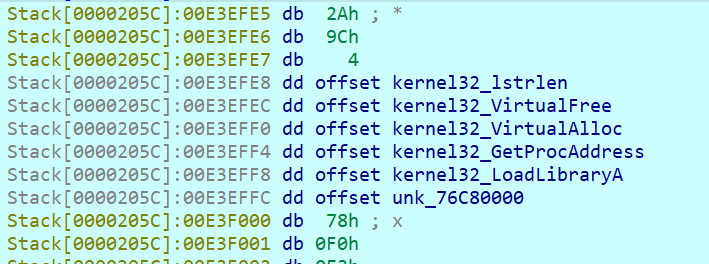 Stack[0000205C]:00E3EFE5 db 2Ah ; *
Stack[0000205C]:00E3EFE6 db 9Ch
Stack[0000205C]:00E3EFE7 db 4
Stack[0000205C]:00E3EFE8 dd offset kernel32_lstrlen
Stack[0000205C]:00E3EFEC dd offset kernel32_VirtualFree
Stack[0000205C]:00E3EFF0 dd offset kernel32_VirtualAlloc
Stack[0000205C]:00E3EFF4 dd offset kernel32_GetProcAddress
Stack[0000205C]:00E3EFF8 dd offset kernel32_LoadLibraryA
Stack[0000205C]:00E3EFFC dd offset unk_76C80000
Stack[0000205C]:00E3F000 db 78h ; x
Stack[0000205C]:00E3F001 db 0F0h